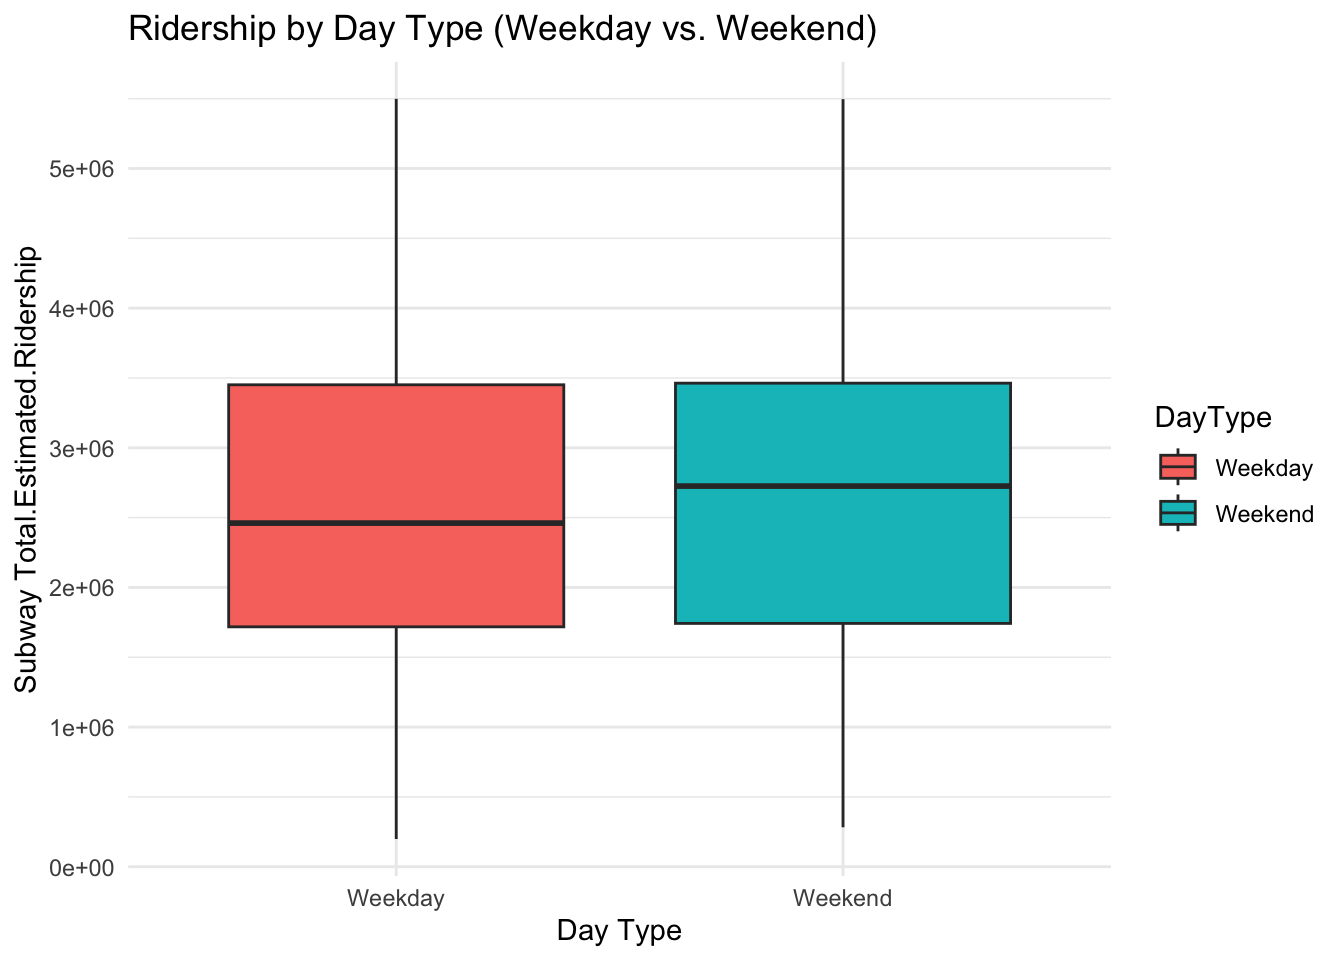 Ridership by Day Type (Weekday vs. Weekend)
Subway Total.Estimated.Ridership
5e+06
4e+06
3e+06
2e+06
1e+06
0e+00
Weekday
Weekend
Day Type
DayType
Weekday
Weekend